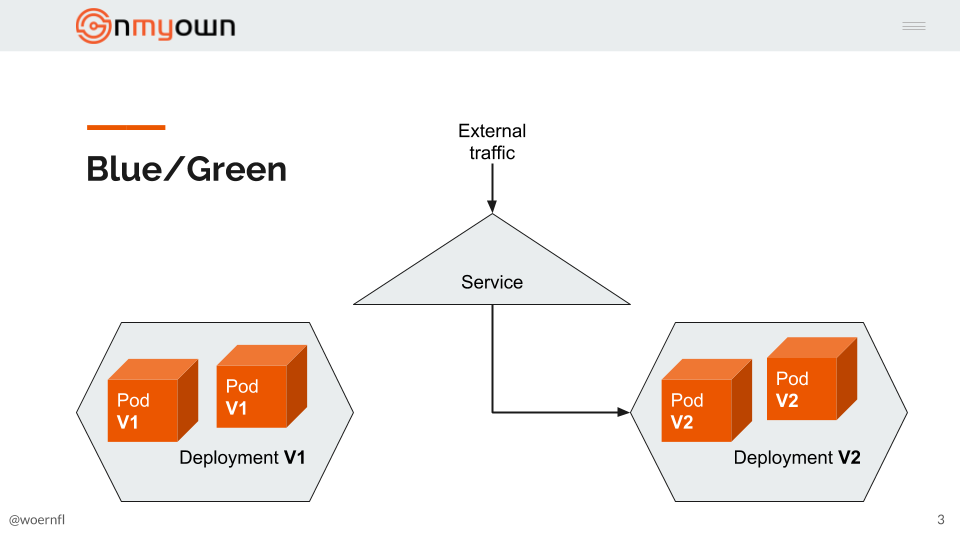 onmyown
Blue/Green
External
traffic
Service
Pod
V1
Pod
V1
Deployment V1
Pod
V2
Pod
V2
Deployment V2
@woernfl
3